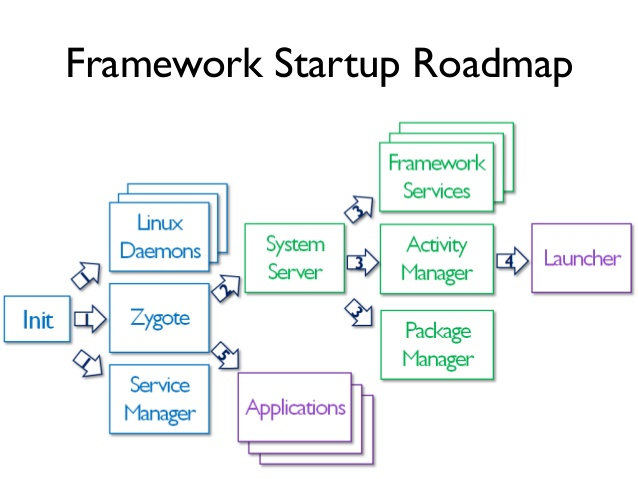 Framework Startup Roadmap
Framework
Services
3
Linux
Daemons
1
System
Server
3
Activity
Manager
4
Launcher
2
Init
1
Zygote
3
Package
Manager
1
5
Service
Manager
Applications